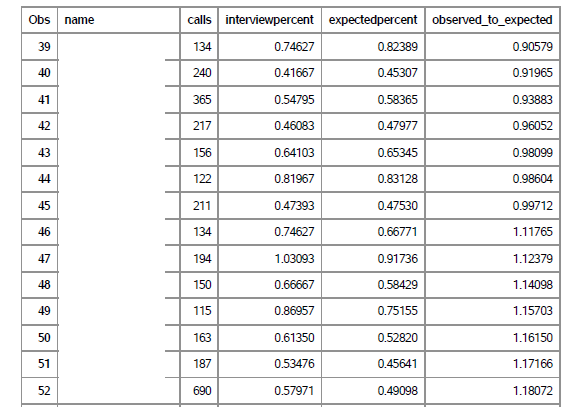 Obs name calls interviewpercent expectedpercent observed_to_expected
39 134 0.74627 0.82389 0.90579
40 240 0.41667 0.45307 0.91965
41 365 0.54795 0.58365 0.93883
42 217 0.46083 0.47977 0.96052
43 156 0.64103 0.65345 0.98099
44 122 0.81967 0.83128 0.98604
45 211 0.47393 0.47530 0.99712
46 134 0.74627 0.66771 1.11765
47 194 1.03093 0.91736 1.12379
48 150 0.66667 0.58429 1.14098
49 115 0.86957 0.75155 1.15703
50 163 0.61350 0.52820 1.16150
51 187 0.53476 0.45641 1.17166
52 690 0.57971 0.49098 1.18072